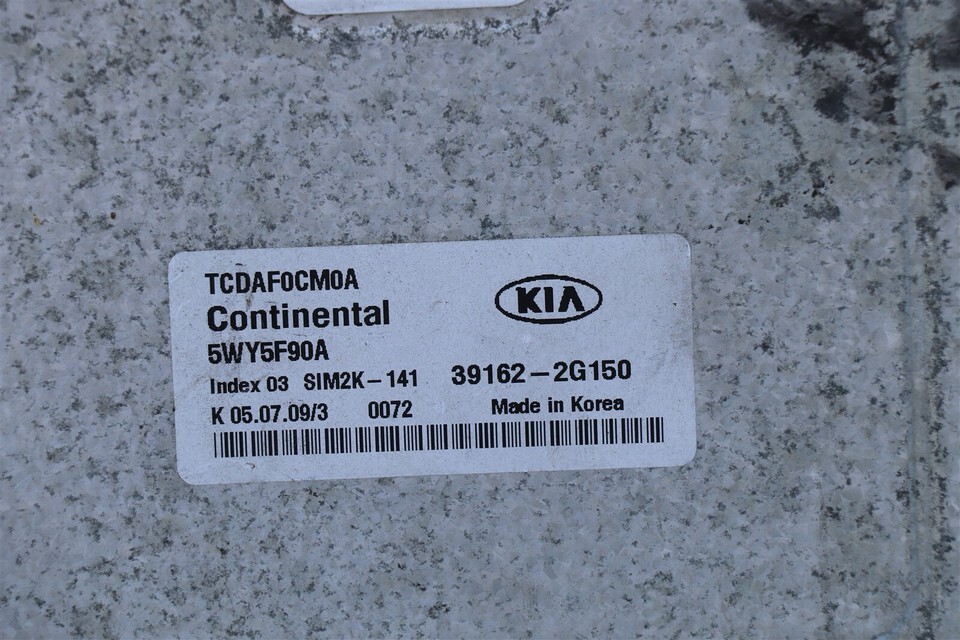 TCDAF0CM0A
Continental
KIA
5WY5F90A
Index 03 SIM2K-141 39162-2G150
K 05.07.09/3 0072 Made in Korea